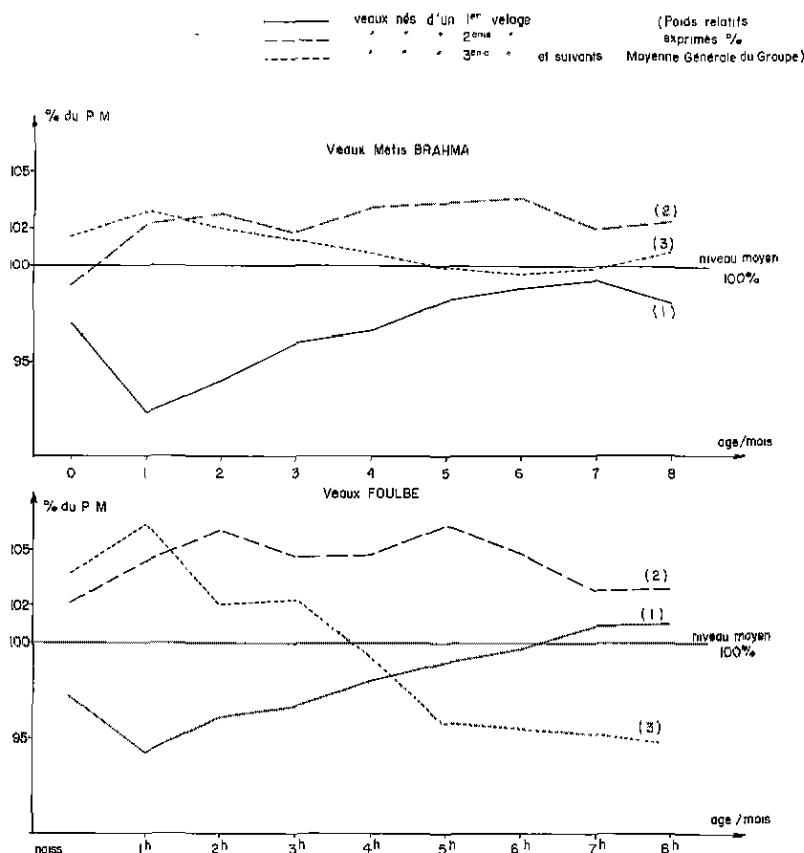 veaux nés d'un 1er velage (Poids relatifs
" " " 2ème " exprimés %
" " " 3ème " et suivants Moyenne Générale du Groupe)
% du P M
Veaux Métis BRAHMA
105
102
100
95
(2)
(3)
niveau moyen
100%
(1)
age/mois
0 1 2 3 4 5 6 7 8
Veaux FOULBE
% du P M
105
102
100
95
(2)
(1)
niveau moyen
100%
(3)
age/mois
naiss 1h 2h 3h 4h 5h 6h 7h 8h